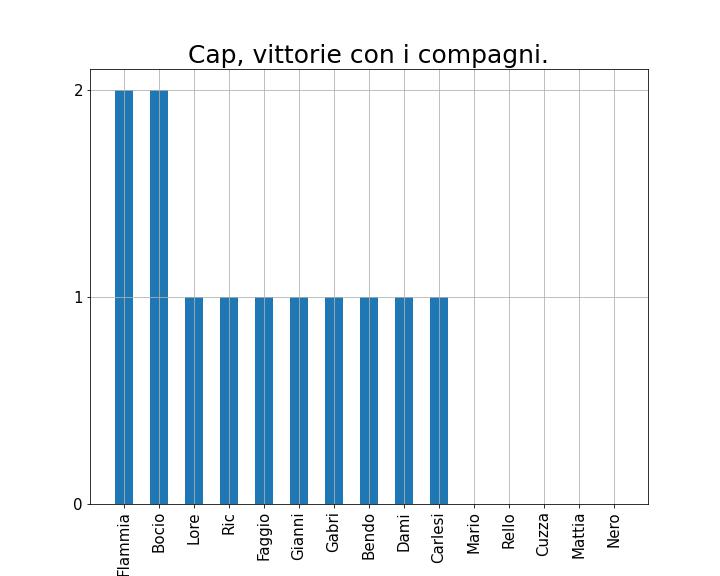 Cap, vittorie con i compagni.
2
1
0
Flammia
Bocio
Lore
Ric
Faggio
Gianni
Gabri
Bendo
Dami
Carlesi
Mario
Rello
Cuzza
Mattia
Nero